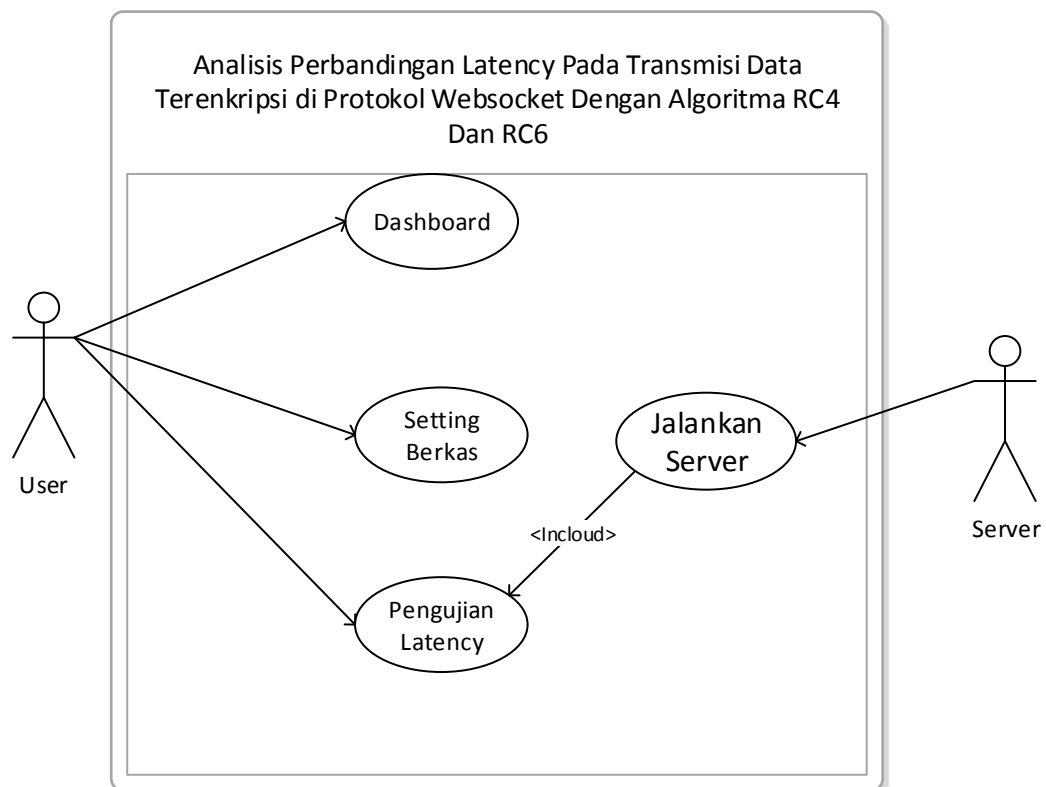 Analisis Perbandingan Latency Pada Transmisi Data
Terenkripsi di Protokol Websocket Dengan Algoritma RC4
Dan RC6
Dashboard
Setting
Berkas
Jalankan
Server
User
<Incloud>
Server
Pengujian
Latency